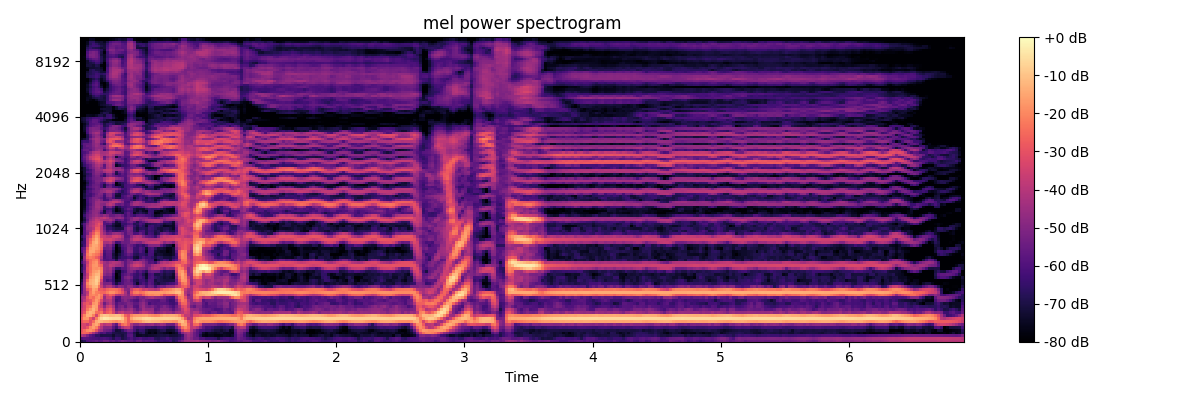 mel power spectrogram
+0 dB
8192
-10 dB
4096
-20 dB
-30 dB
Hz
2048
-40 dB
1024
-50 dB
512
-60 dB
-70 dB
0
-80 dB
0 1 2 3 4 5 6
Time